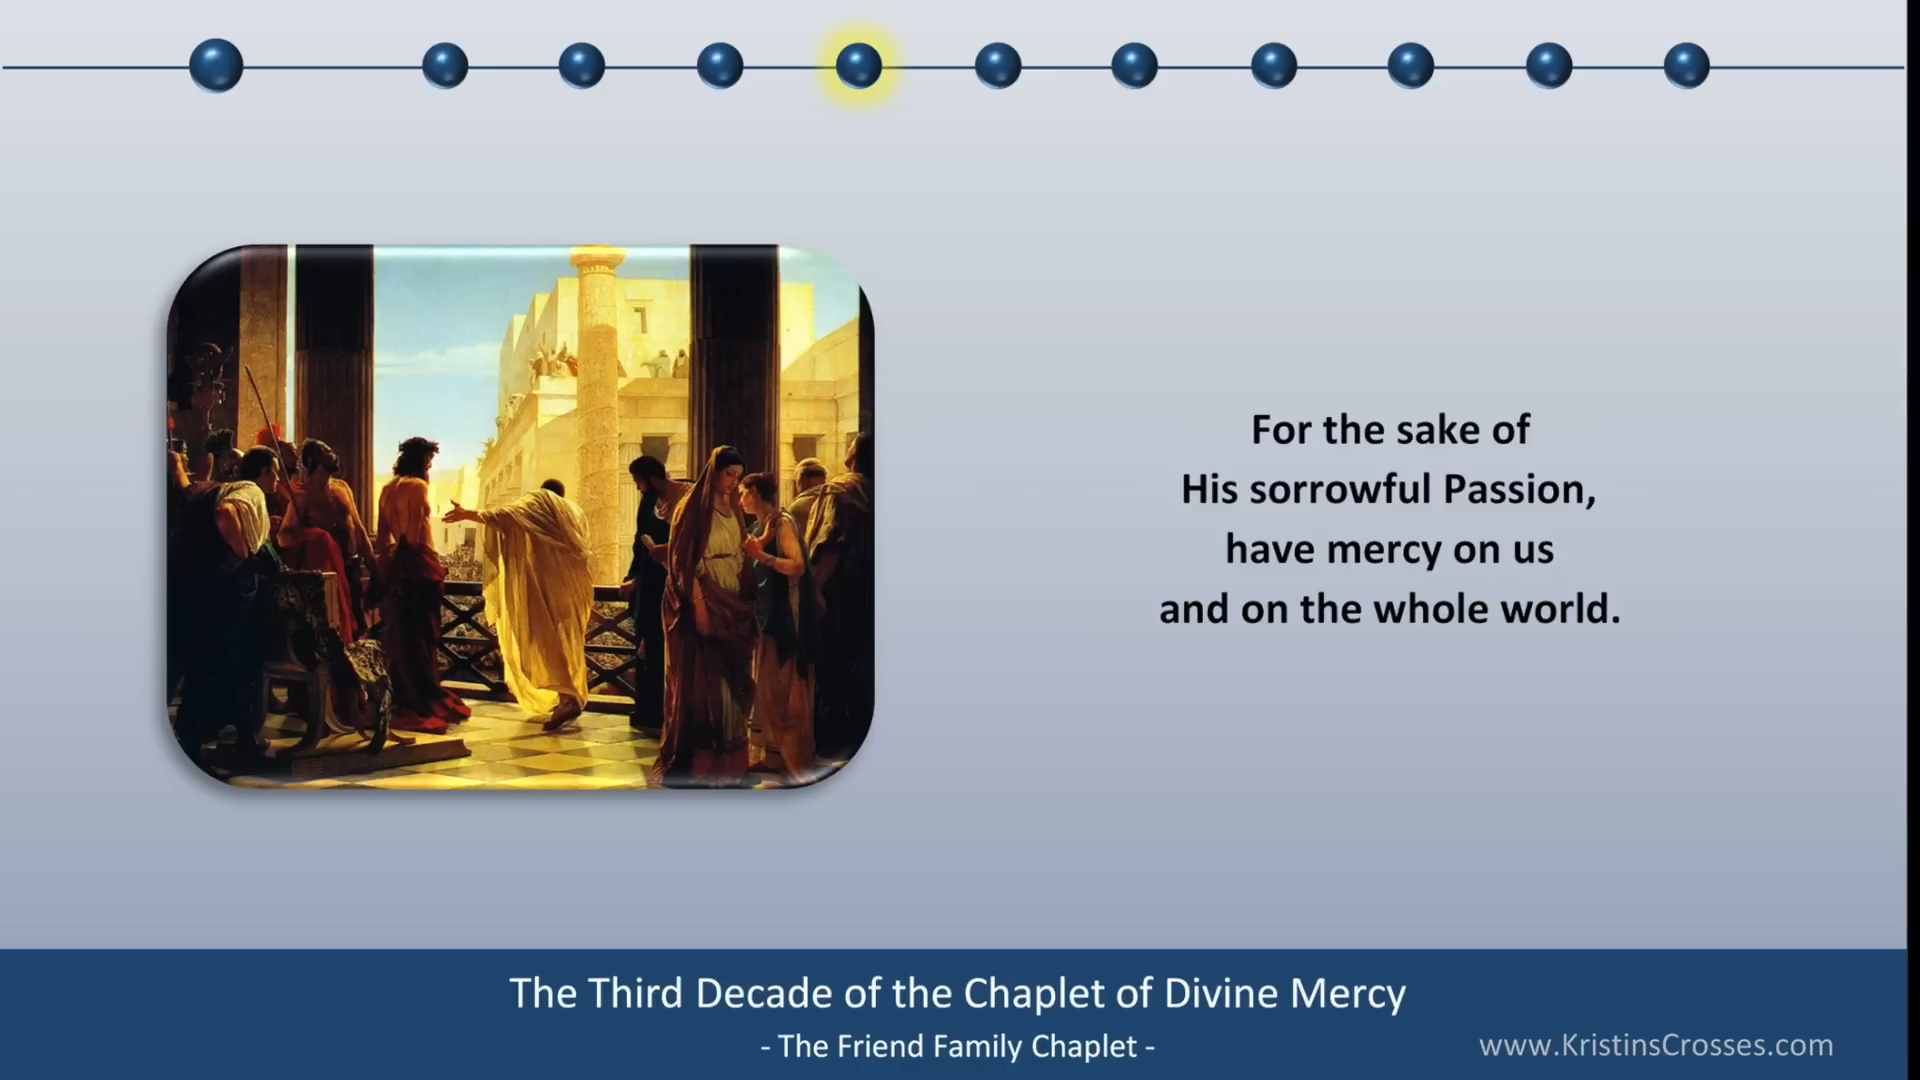 For the sake of
His sorrowful Passion,
have mercy on us
and on the whole world.
The Third Decade of the Chaplet of Divine Mercy
- The Friend Family Chaplet -
www.KristinsCrosses.com